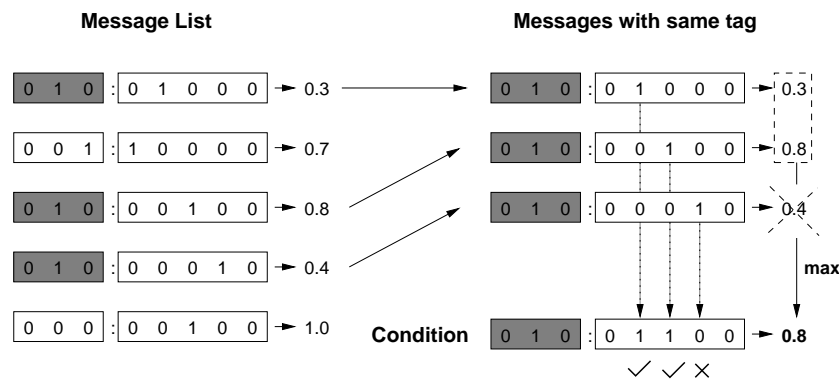 Message List Messages with same tag
0 1 0 : 0 1 0 0 0 0.3 0 1 0 : 0 1 0 0 0 0.3
0 0 1 : 1 0 0 0 0 0.7 0 1 0 : 0 0 1 0 0 0.8
0 1 0 : 0 0 1 0 0 0.8 0 1 0 : 0 0 0 1 0 0.4
0 1 0 : 0 0 0 1 0 0.4 max
0 0 0 : 0 0 1 0 0 1.0 Condition 0 1 0 : 0 1 1 0 0 0.8